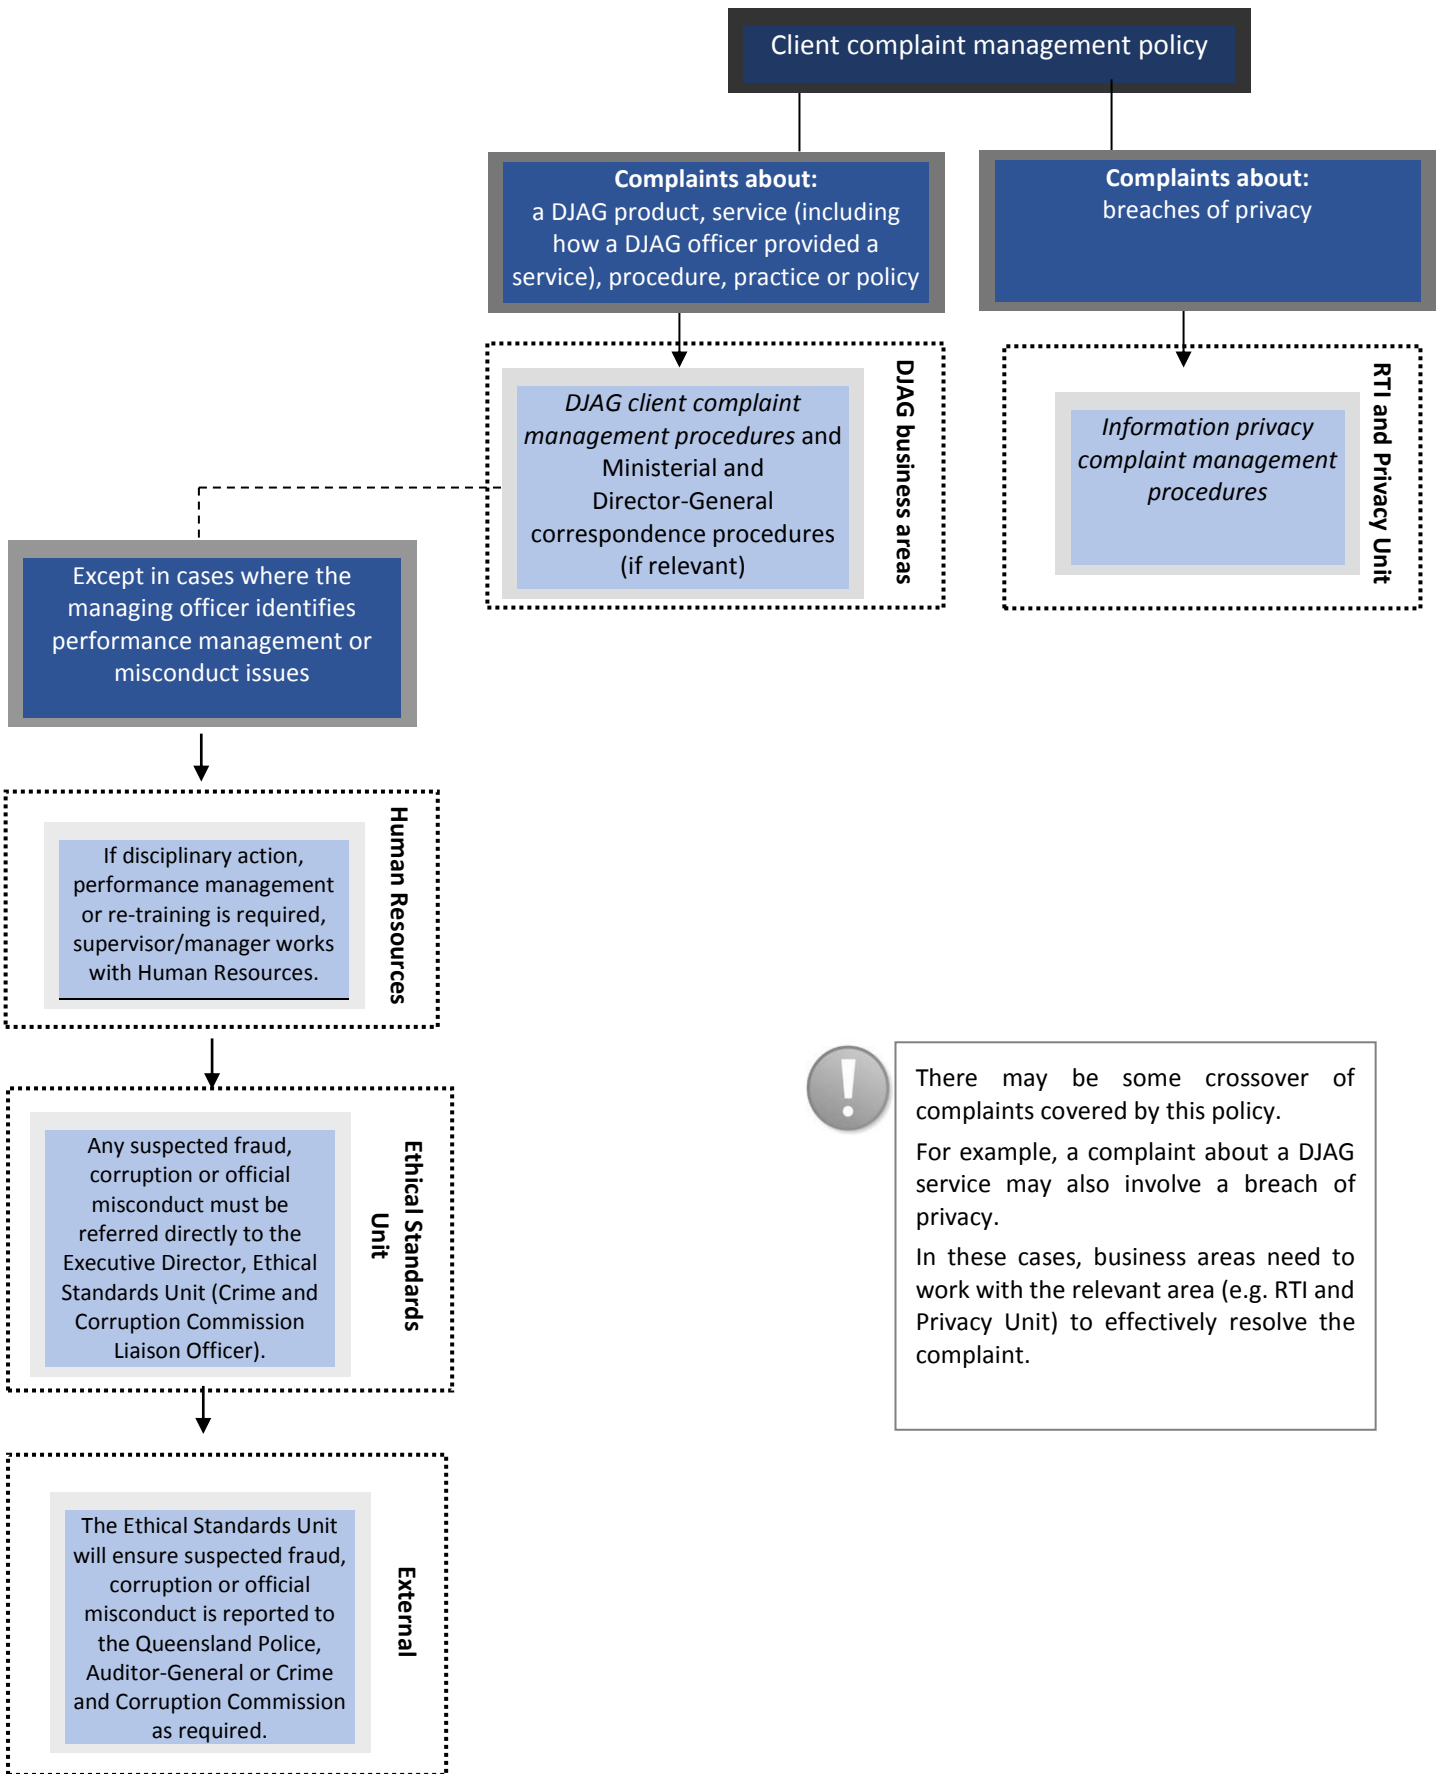 Client complaint management policy
Complaints about:
a DJAG product, service (including
how a DJAG officer provided a
service), procedure, practice or policy
Complaints about:
breaches of privacy
DJAG client complaint
management procedures and
Ministerial and
Director-General
correspondence procedures
(if relevant)
DJAG business areas
Information privacy
complaint management
procedures
RTI and Privacy Unit
Except in cases where the
managing officer identifies
performance management or
misconduct issues
If disciplinary action,
performance management
or re-training is required,
supervisor/manager works
with Human Resources.
Human Resources
Any suspected fraud,
corruption or official
misconduct must be
referred directly to the
Executive Director, Ethical
Standards Unit (Crime and
Corruption Commission
Liaison Officer).
Ethical Standards
Unit
The Ethical Standards Unit
will ensure suspected fraud,
corruption or official
misconduct is reported to
the Queensland Police,
Auditor-General or Crime
and Corruption Commission
as required.
External
!
There may be some crossover of
complaints covered by this policy.
For example, a complaint about a DJAG
service may also involve a breach of
privacy.
In these cases, business areas need to
work with the relevant area (e.g. RTI and
Privacy Unit) to effectively resolve the
complaint.